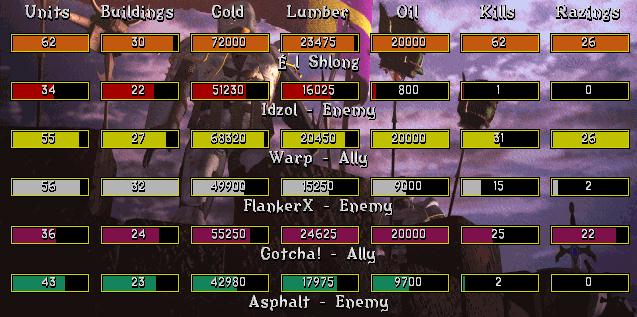 Units Buildings Gold Lumber Oil Kills Razings
62 30 72000 23475 20000 62 26
É l Shlong
34 22 51230 16025 800 1 0
Idzol - Enemy
55 27 68320 20450 20000 31 26
Warp - Ally
56 32 49900 15250 9000 15 2
FlankerX - Enemy
36 24 55250 24625 20000 25 22
Gotcha! - Ally
43 23 42980 17975 9700 2 0
Asphalt - Enemy